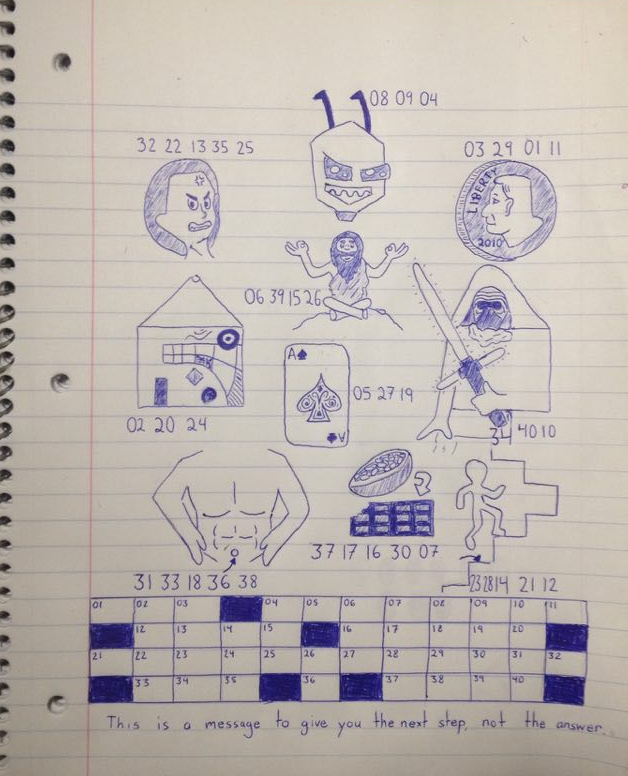 08 09 04
32 22 13 35 25
03 29 01 11
LIBERTY
2010
06 39 15 26
A
05 27 19
A
02 20 24
34 40 10
37 17 16 30 07
31 33 18 36 38
23 28 14 21 12
01 02 03 04 05 06 07 08 09 10 11
12 13 14 15 16 17 18 19 20
21 22 23 24 25 26 27 28 29 30 31 32
33 34 35 36 37 38 39 40
This is a message to give you the next step, not the answer.